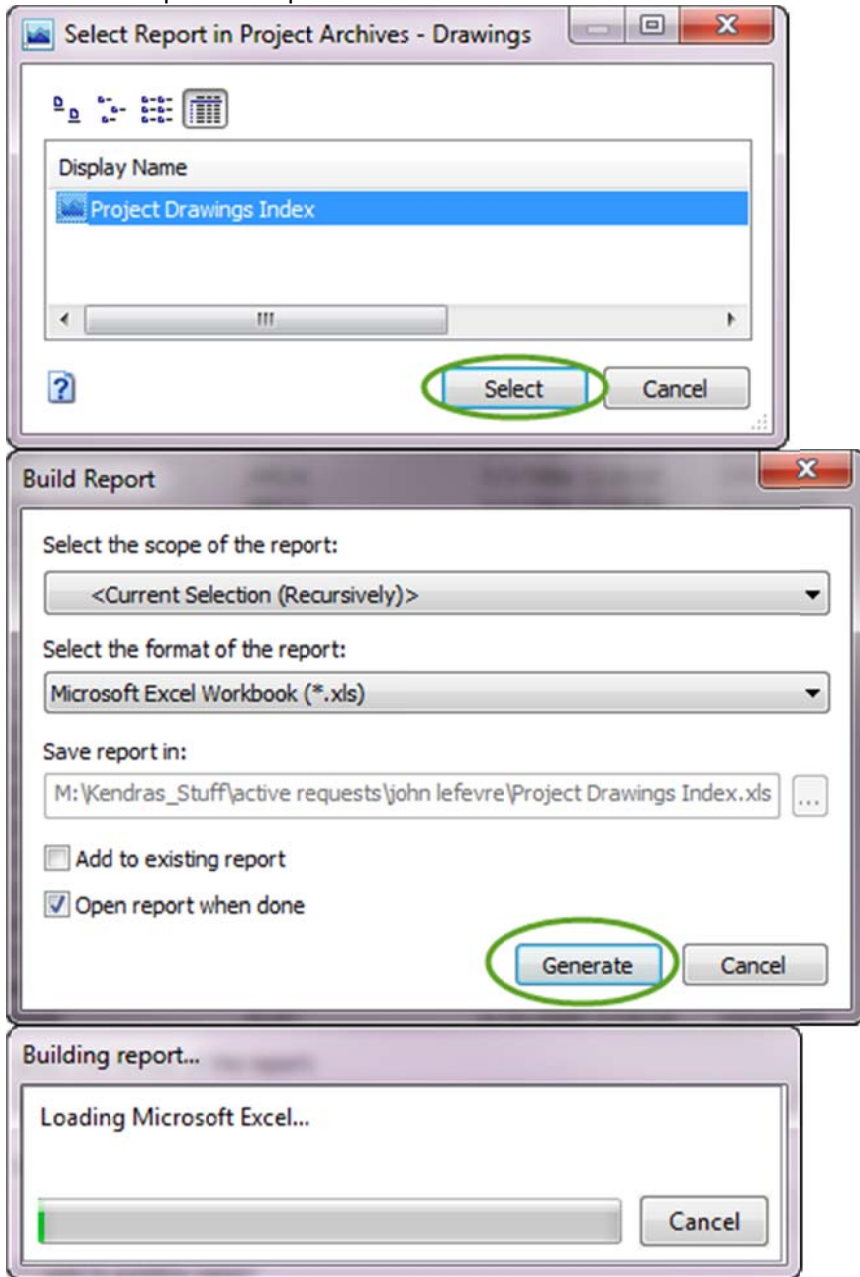 Select Report in Project Archives - Drawings
Display Name
Project Drawings Index
Select Cancel
Build Report
Select the scope of the report:
<Current Selection (Recursively)>
Select the format of the report:
Microsoft Excel Workbook (*.xls)
Save report in:
M:\Kendras_Stuff\active requests\john lefevre\Project Drawings Index.xls ...
Add to existing report
Open report when done
Generate Cancel
Building report...
Loading Microsoft Excel...
Cancel